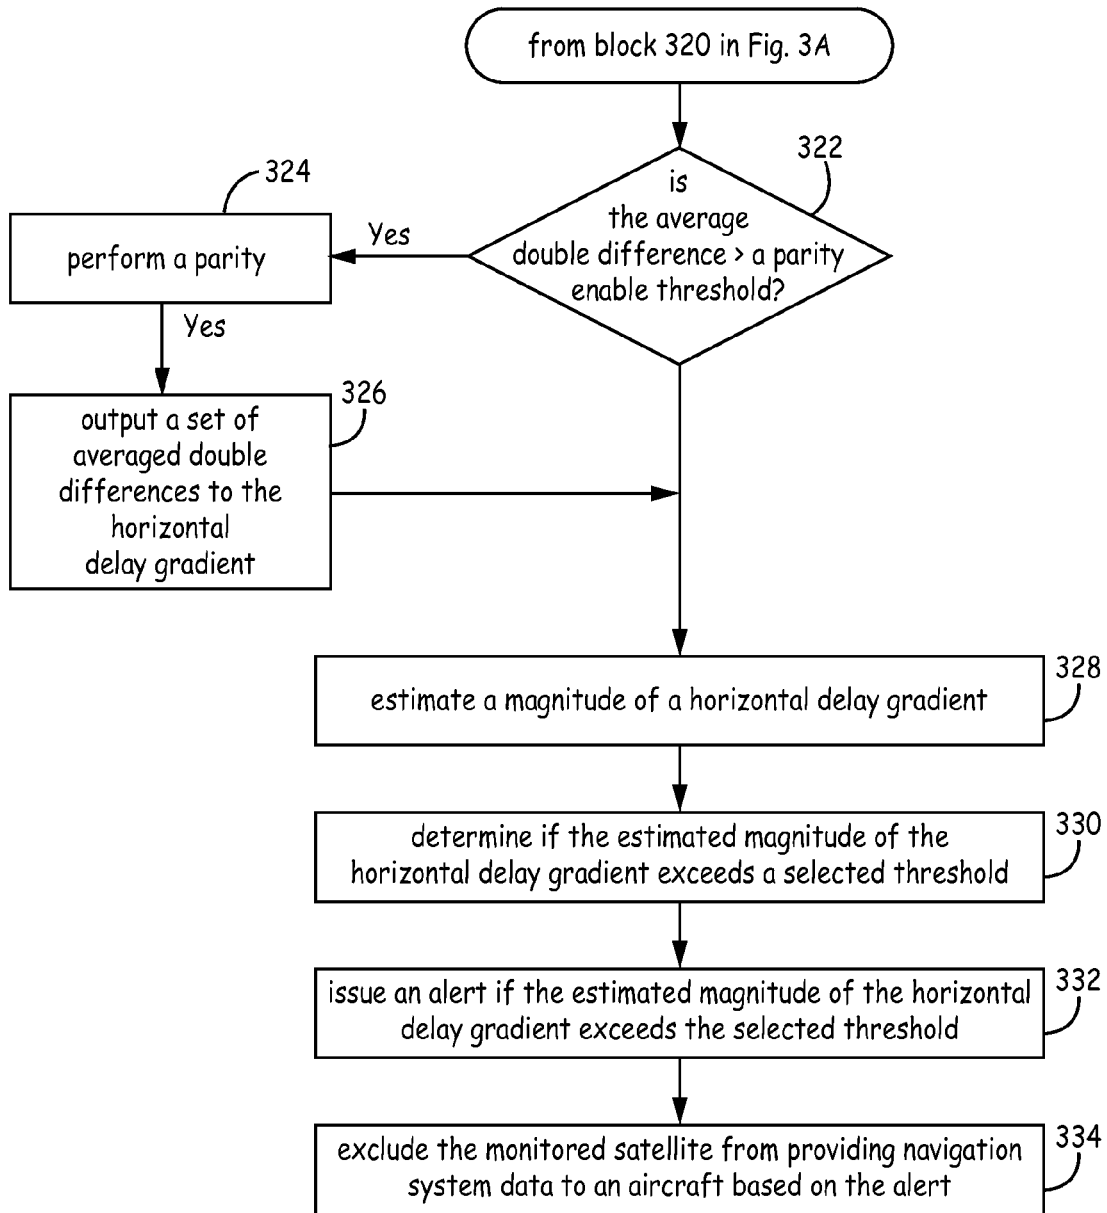 from block 320 in Fig. 3A
322
is
the average
double difference > a parity
enable threshold?
Yes
324
perform a parity
Yes
326
output a set of
averaged double
differences to the
horizontal
delay gradient
328
estimate a magnitude of a horizontal delay gradient
330
determine if the estimated magnitude of the
horizontal delay gradient exceeds a selected threshold
332
issue an alert if the estimated magnitude of the horizontal
delay gradient exceeds the selected threshold
334
exclude the monitored satellite from providing navigation
system data to an aircraft based on the alert